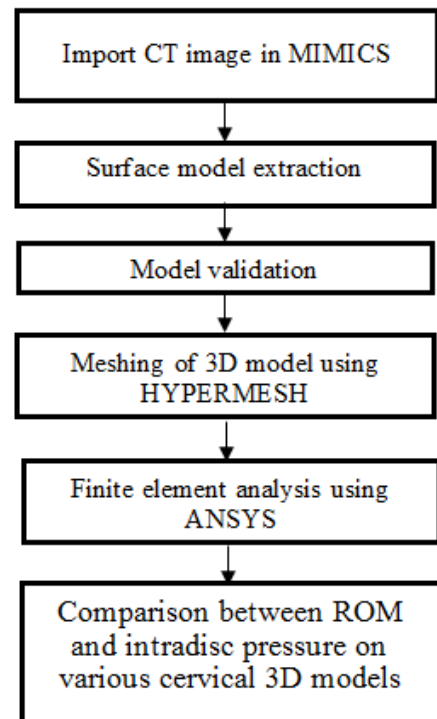 Import CT image in MIMICS
Surface model extraction
Model validation
Meshing of 3D model using
HYPERMESH
Finite element analysis using
ANSYS
Comparison between ROM
and intradisc pressure on
various cervical 3D models